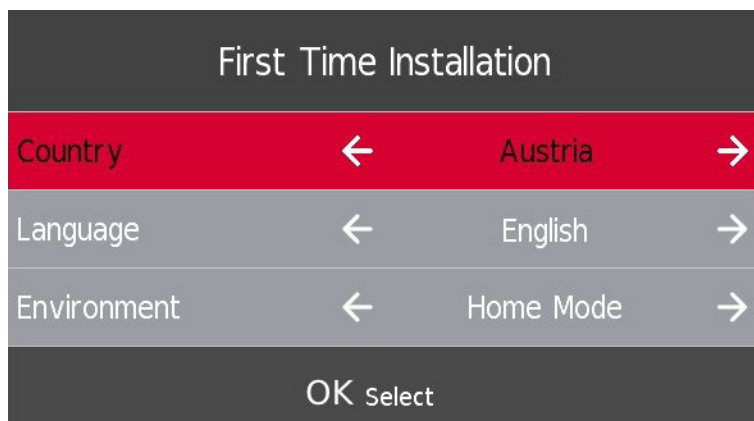 First Time Installation
Country ← Austria →
Language ← English →
Environment ← Home Mode →
OK Select